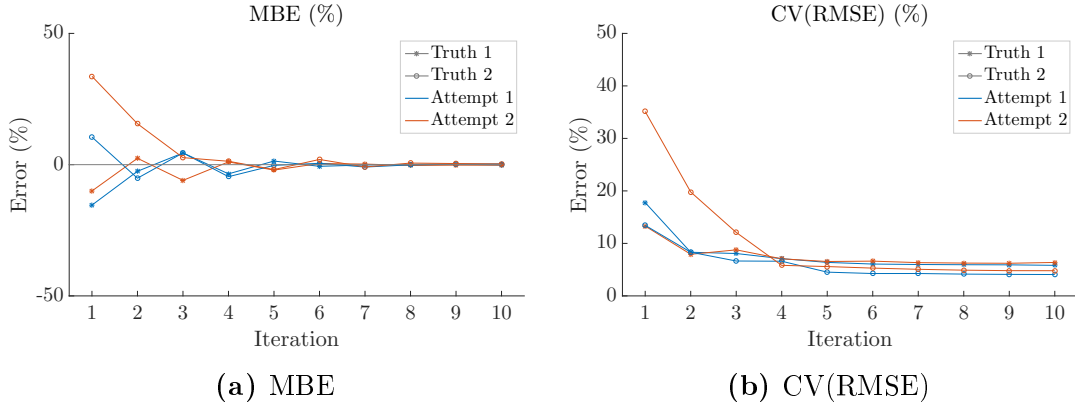 MBE (%)
50
0
-50
Error (%)
1 2 3 4 5 6 7 8 9 10
Iteration
Truth 1
Truth 2
Attempt 1
Attempt 2
(a) MBE
CV(RMSE) (%)
50
40
30
20
10
0
Error (%)
1 2 3 4 5 6 7 8 9 10
Iteration
Truth 1
Truth 2
Attempt 1
Attempt 2
(b) CV(RMSE)